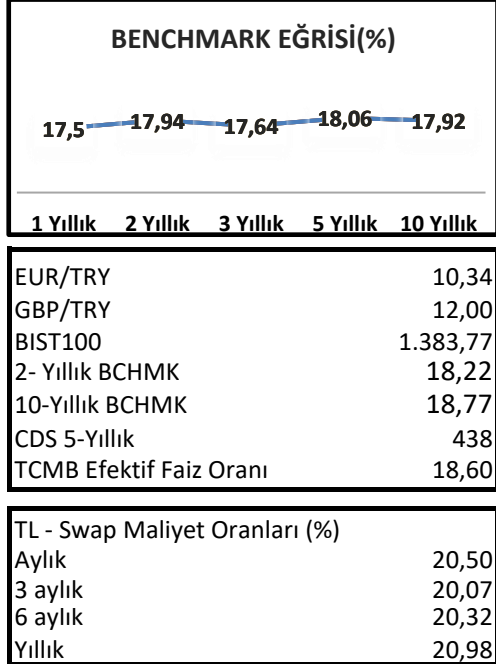 BENCHMARK EĞRİSİ(%)
17,5 17,94 17,64 18,06 17,92
1 Yıllık 2 Yıllık 3 Yıllık 5 Yıllık 10 Yıllık
EUR/TRY 10,34
GBP/TRY 12,00
BIST100 1.383,77
2- Yıllık BCHMK 18,22
10-Yıllık BCHMK 18,77
CDS 5-Yıllık 438
TCMB Efektif Faiz Oranı 18,60
TL - Swap Maliyet Oranları (%)
Aylık 20,50
3 aylık 20,07
6 aylık 20,32
Yıllık 20,98